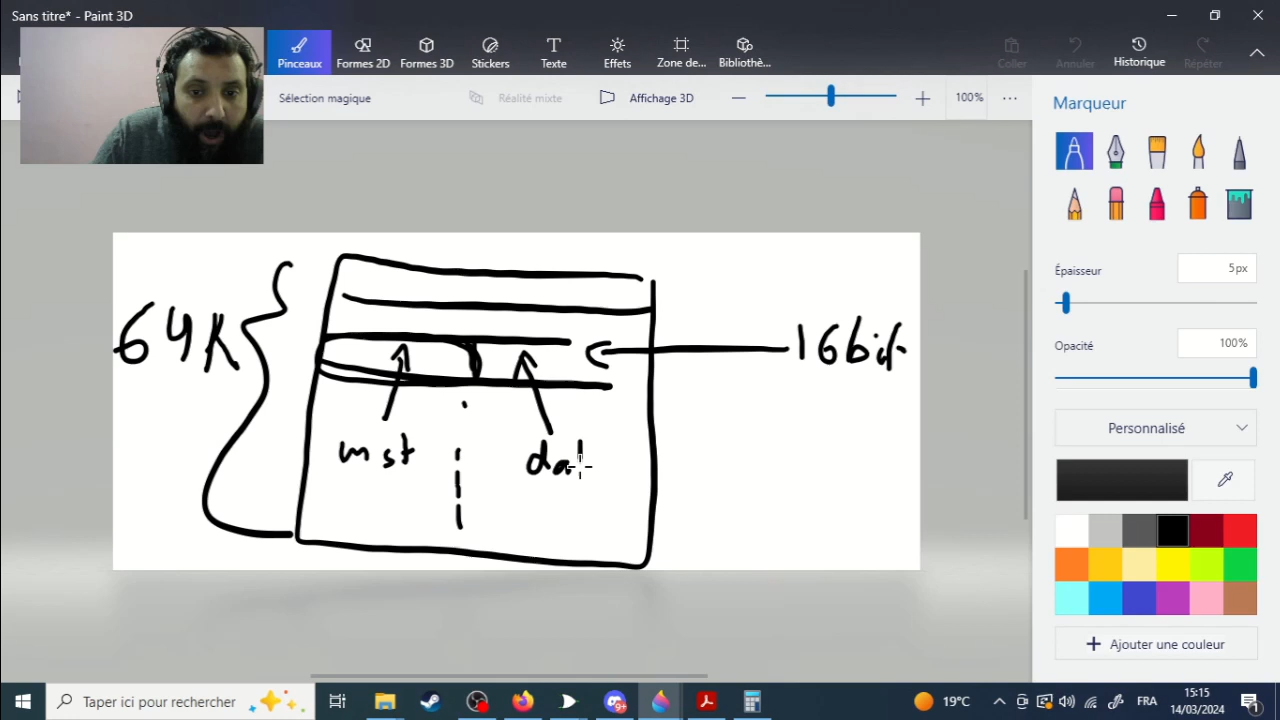 Sans titre* - Paint 3D
Pinceaux
Formes 2D
Formes 3D
Stickers
Texte
Effets
Zone de...
Bibliothè...
Coller
Annuler
Historique
Répéter
Sélection magique
Réalité mixte
Affichage 3D
100%
Marqueur
Épaisseur
5px
Opacité
100%
Personnalisé
Ajouter une couleur
64K
16bit
inst
dat
Taper ici pour rechercher
9+
19°C
FRA
15:15
14/03/2024
1